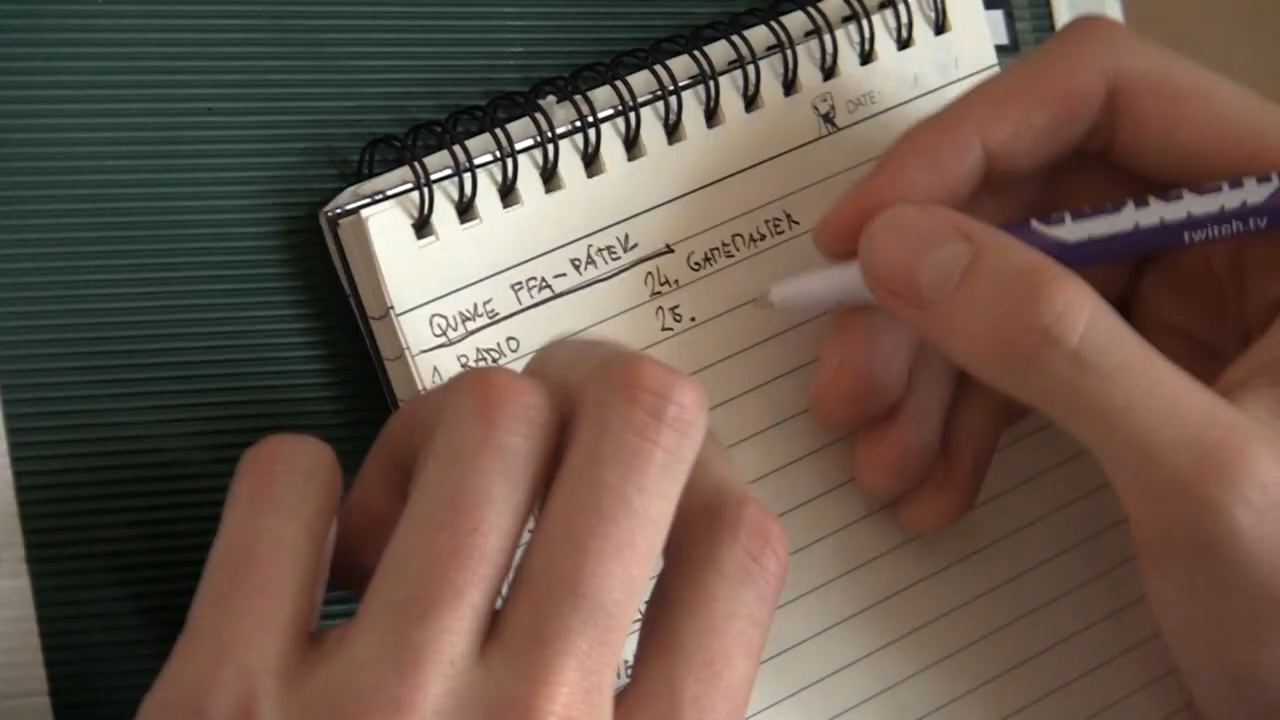 DATE: / /
QUAKE FFA-PÁTEK
1. RADIO
24. GAMEMASTER
25.
twitch.tv